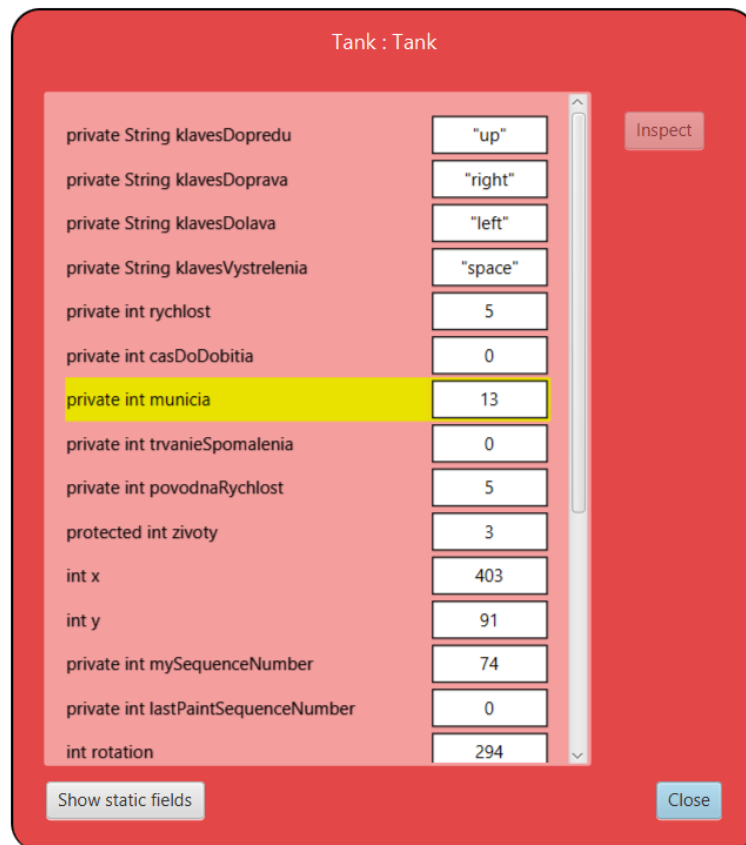 Tank : Tank
Inspect
private String klavesDopredu "up"
private String klavesDoprava "right"
private String klavesDolava "left"
private String klavesVystrelenia "space"
private int rychlost 5
private int casDoDobitia 0
private int municia 13
private int trvanieSpomalenia 0
private int povodnaRychlost 5
protected int zivoty 3
int x 403
int y 91
private int mySequenceNumber 74
private int lastPaintSequenceNumber 0
int rotation 294
Show static fields
Close